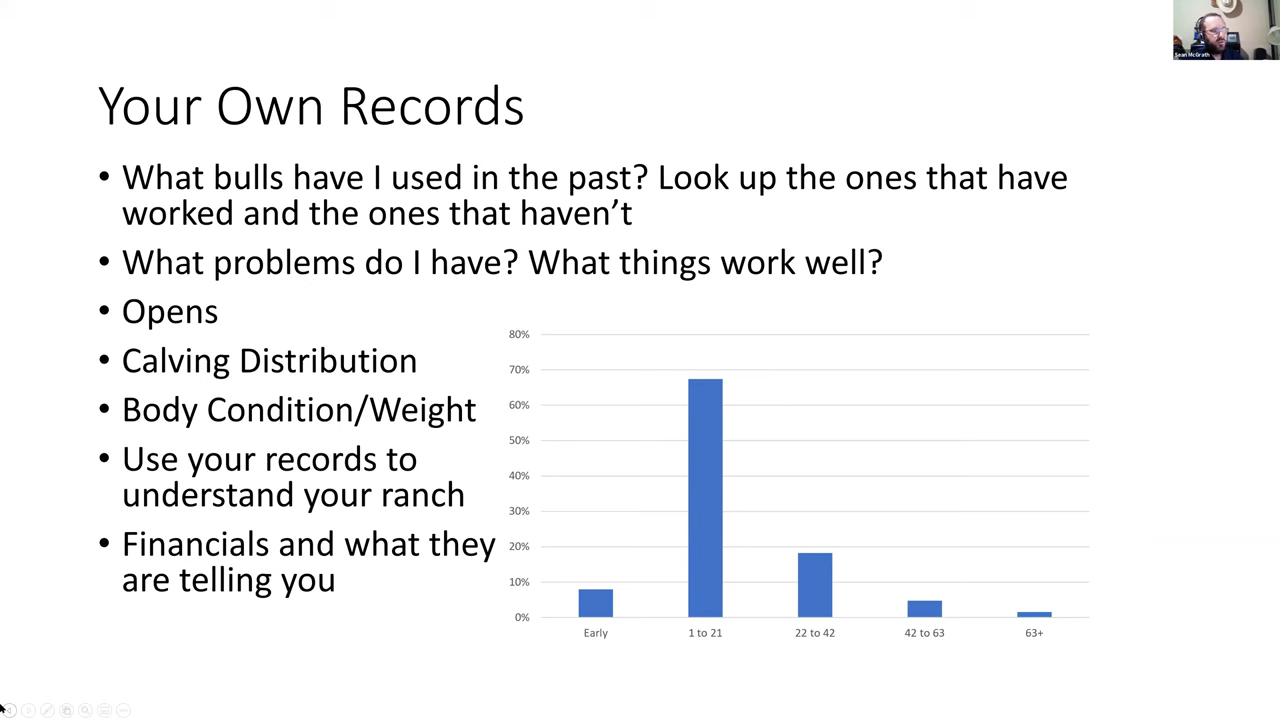 Sean McGrath
Your Own Records
• What bulls have I used in the past? Look up the ones that have
worked and the ones that haven’t
• What problems do I have? What things work well?
• Opens
• Calving Distribution
• Body Condition/Weight
• Use your records to
understand your ranch
• Financials and what they
are telling you
80%
70%
60%
50%
40%
30%
20%
10%
0%
Early 1 to 21 22 to 42 42 to 63 63+